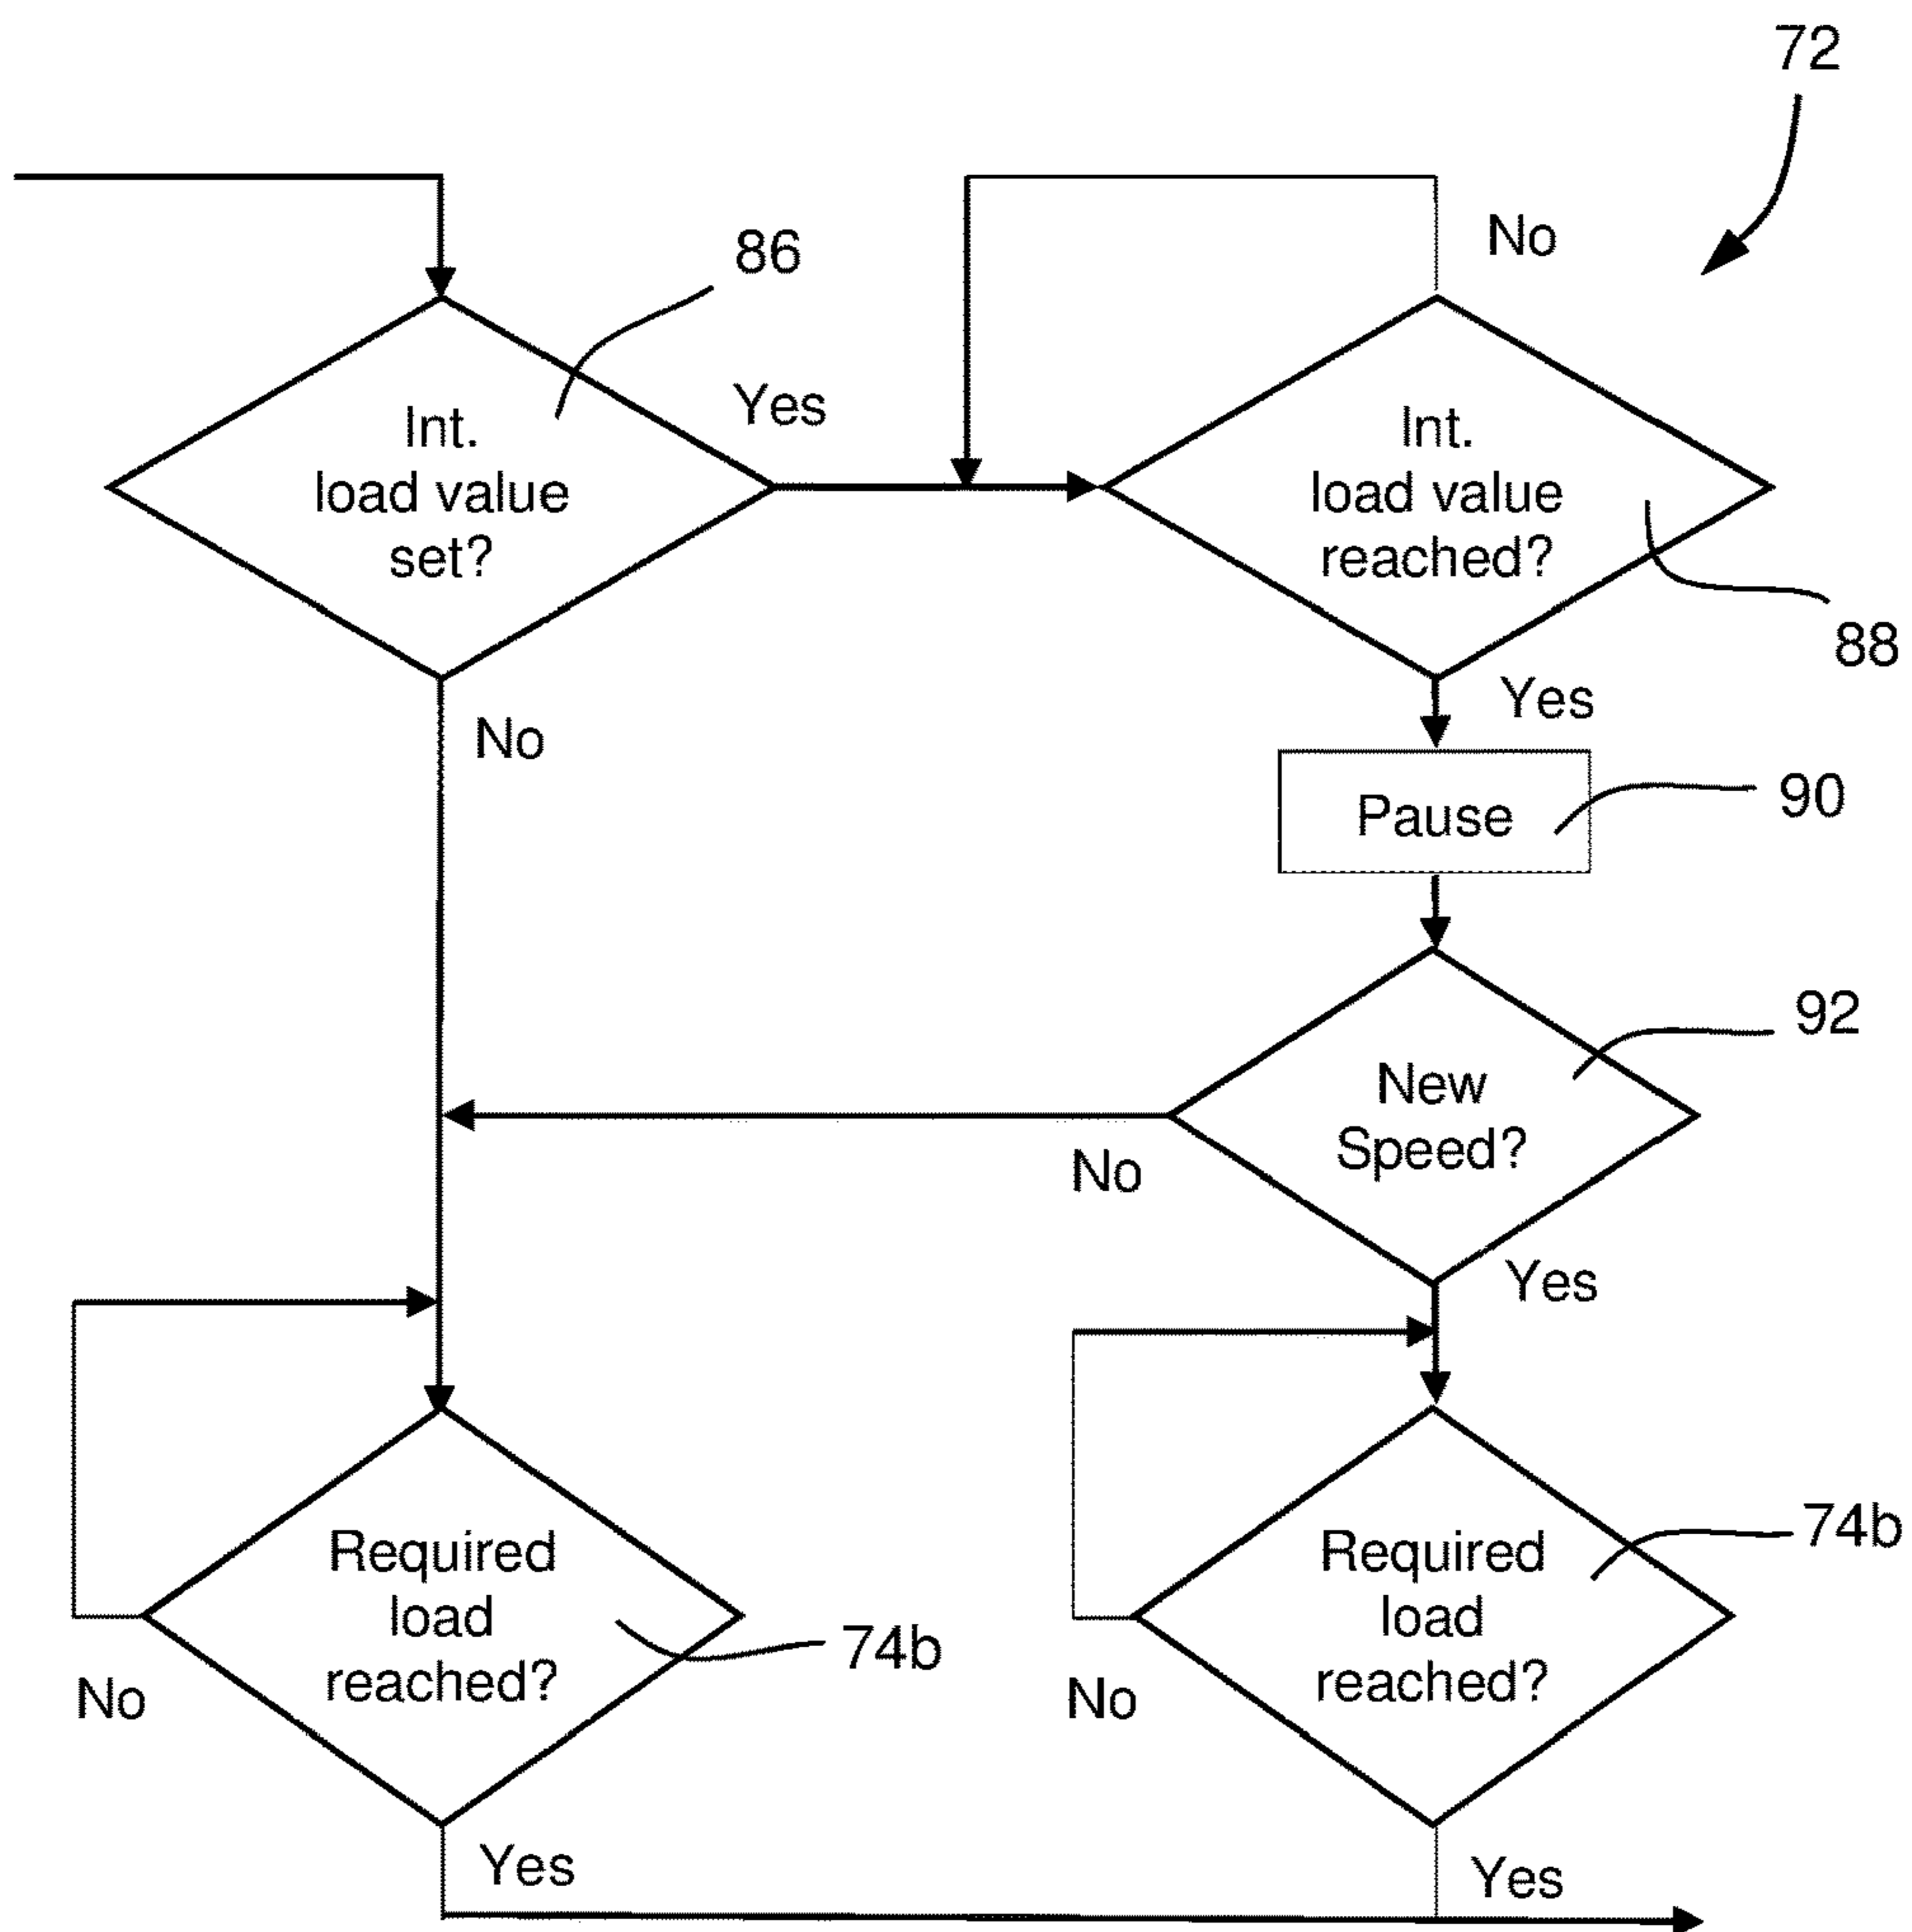 72
No
86
Yes
Int.
load value
set?
Int.
load value
reached?
88
Yes
No
Pause
90
92
New
Speed?
No
Yes
Required
load
reached?
74b
No
Required
load
reached?
74b
No
Yes
Yes